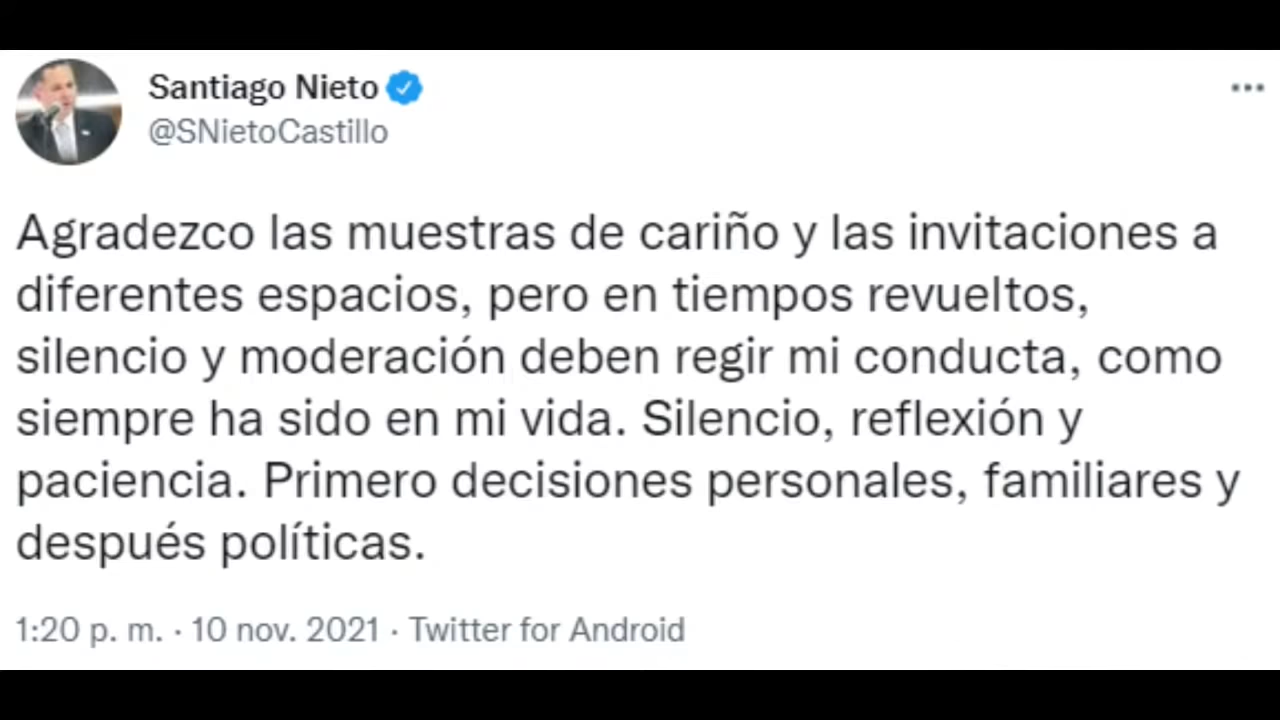 Santiago Nieto
@SNietoCastillo
Agradezco las muestras de cariño y las invitaciones a
diferentes espacios, pero en tiempos revueltos,
silencio y moderación deben regir mi conducta, como
siempre ha sido en mi vida. Silencio, reflexión y
paciencia. Primero decisiones personales, familiares y
después políticas.
1:20 p. m. · 10 nov. 2021 · Twitter for Android